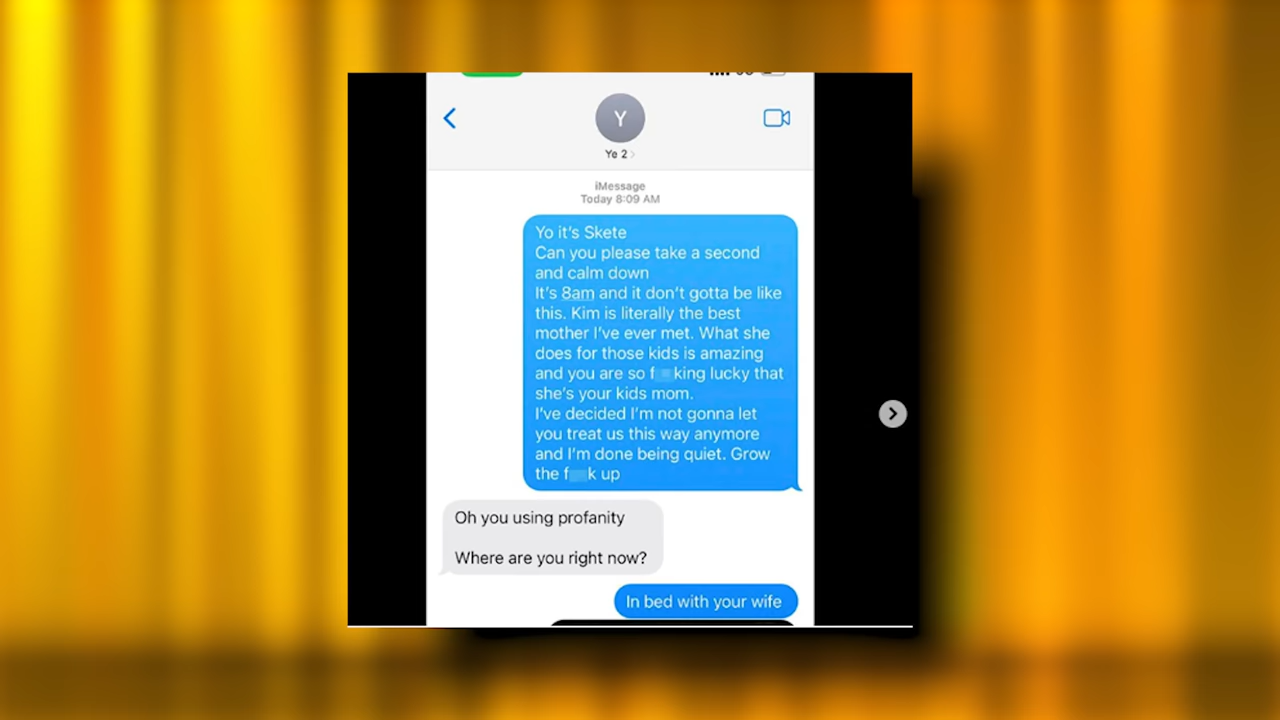 Y
Ye 2
iMessage
Today 8:09 AM
Yo it's Skete
Can you please take a second
and calm down
It's 8am and it don't gotta be like
this. Kim is literally the best
mother I've ever met. What she
does for those kids is amazing
and you are so f king lucky that
she's your kids mom.
I've decided I'm not gonna let
you treat us this way anymore
and I'm done being quiet. Grow
the f k up
Oh you using profanity
Where are you right now?
In bed with your wife